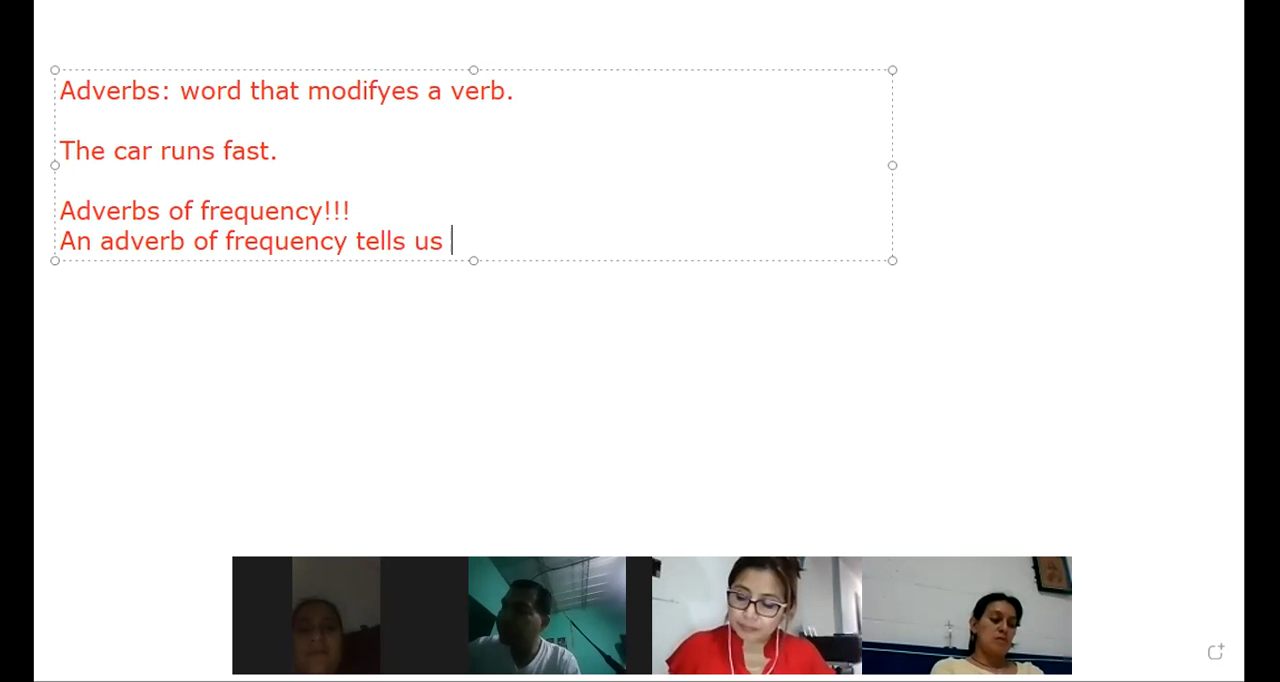 Adverbs: word that modifyes a verb.
The car runs fast.
Adverbs of frequency!!!
An adverb of frequency tells us